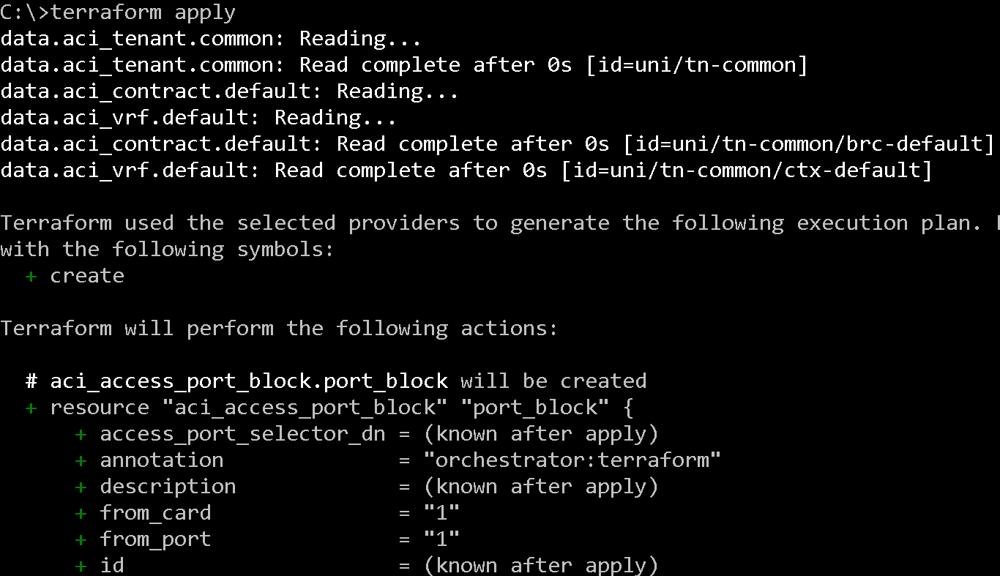 C:\>terraform apply
data.aci_tenant.common: Reading...
data.aci_tenant.common: Read complete after 0s [id=uni/tn-common]
data.aci_contract.default: Reading...
data.aci_vrf.default: Reading...
data.aci_contract.default: Read complete after 0s [id=uni/tn-common/brc-default]
data.aci_vrf.default: Read complete after 0s [id=uni/tn-common/ctx-default]
Terraform used the selected providers to generate the following execution plan.
with the following symbols:
+ create
Terraform will perform the following actions:
# aci_access_port_block.port_block will be created
+ resource "aci_access_port_block" "port_block" {
+ access_port_selector_dn = (known after apply)
+ annotation = "orchestrator:terraform"
+ description = (known after apply)
+ from_card = "1"
+ from_port = "1"
+ id = (known after apply)